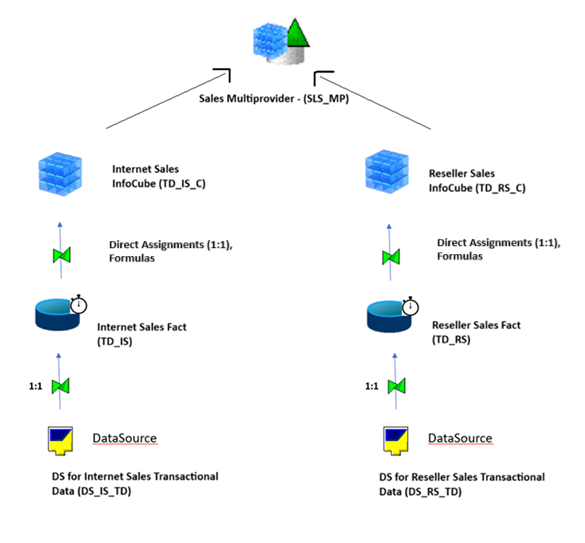 Sales Multiprovider - (SLS_MP)
Internet Sales
InfoCube (TD_IS_C)
Reseller Sales
InfoCube (TD_RS_C)
Direct Assignments (1:1),
Formulas
Direct Assignments (1:1),
Formulas
Internet Sales Fact
(TD_IS)
Reseller Sales Fact
(TD_RS)
1:1
1:1
DataSource
DataSource
DS for Internet Sales Transactional
Data (DS_IS_TD)
DS for Reseller Sales Transactional
Data (DS_RS_TD)